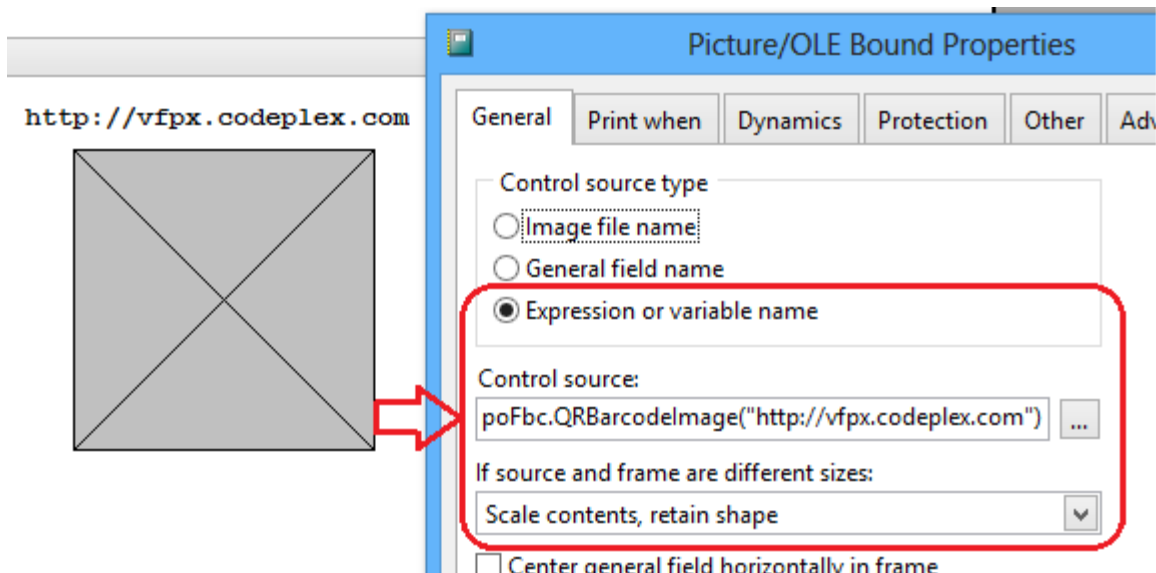 Picture/OLE Bound Properties
http://vfpx.codeplex.com
General Print when Dynamics Protection Other
Control source type
Image file name
General field name
Expression or variable name
Control source:
poFbc.QRBarcodeImage("http://vfpx.codeplex.com") ...
If source and frame are different sizes:
Scale contents, retain shape
Center general field horizontally in frame